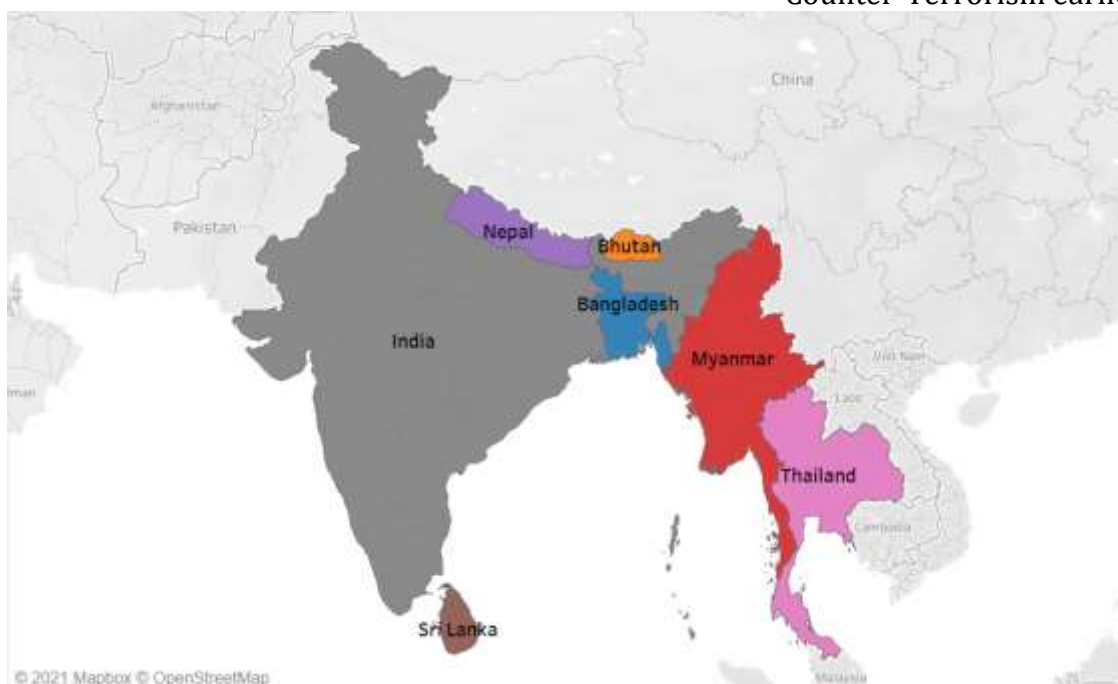 Counter-Terrorism
China
Afghanistan
Pakistan
Nepal
Bhutan
Bangladesh
India
Myanmar
Viet Nam
Laos
Thailand
Cambodia
Sri Lanka
Malaysia
© 2021 Mapbox © OpenStreetMap